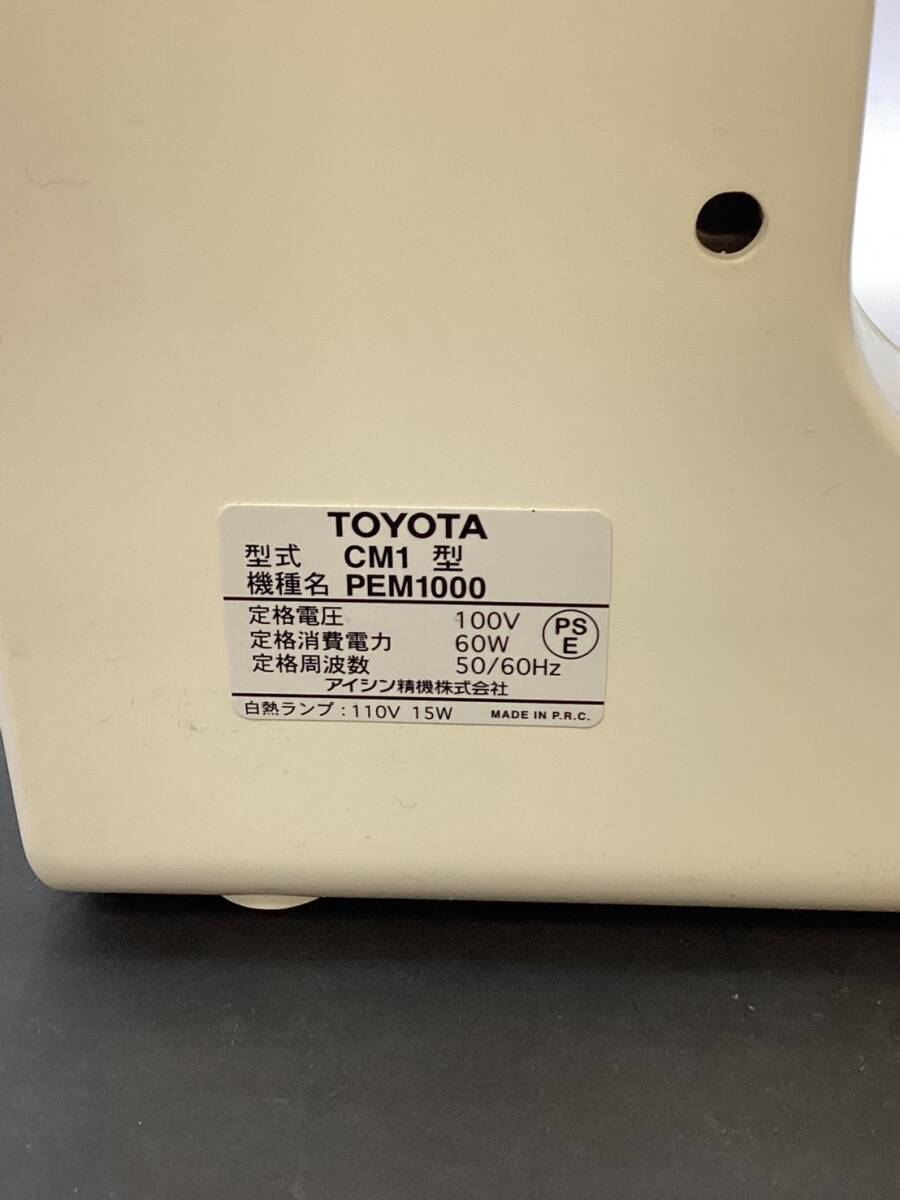 TOYOTA
型式 CM1 型
機種名 PEM1000
定格電圧 100V
定格消費電力 60W
定格周波数 50/60Hz
PS
E
アイシン精機株式会社
白熱ランプ:110V 15W MADE IN P.R.C.